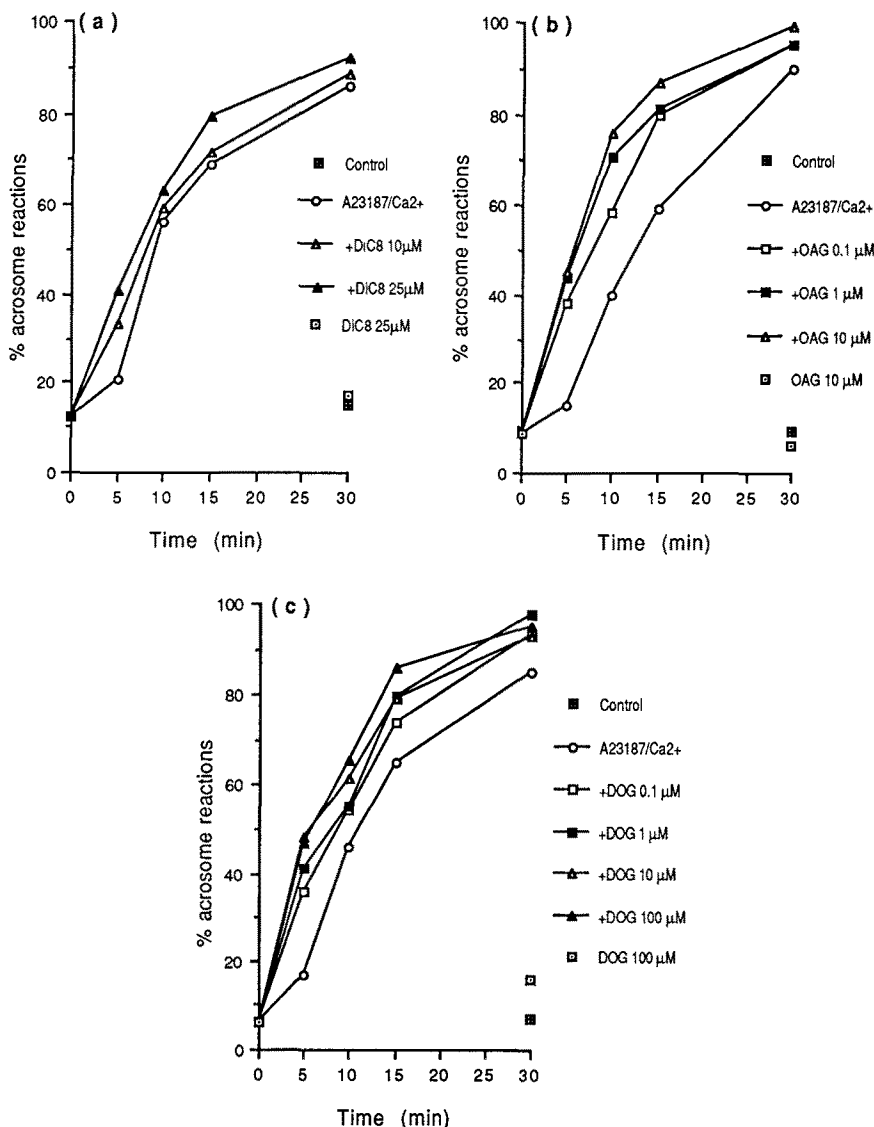 (a)
100
80
60
40
20
0
% acrosome reactions
0 5 10 15 20 25 30
Time (min)
Control
A23187/Ca2+
+DiC8 10μM
+DiC8 25μM
DiC8 25μM
(b)
100
80
60
40
20
0
% acrosome reactions
0 5 10 15 20 25 30
Time (min)
Control
A23187/Ca2+
+OAG 0.1 μM
+OAG 1 μM
+OAG 10 μM
OAG 10 μM
(c)
100
80
60
40
20
0
% acrosome reactions
0 5 10 15 20 25 30
Time (min)
Control
A23187/Ca2+
+DOG 0.1 μM
+DOG 1 μM
+DOG 10 μM
+DOG 100 μM
DOG 100 μM